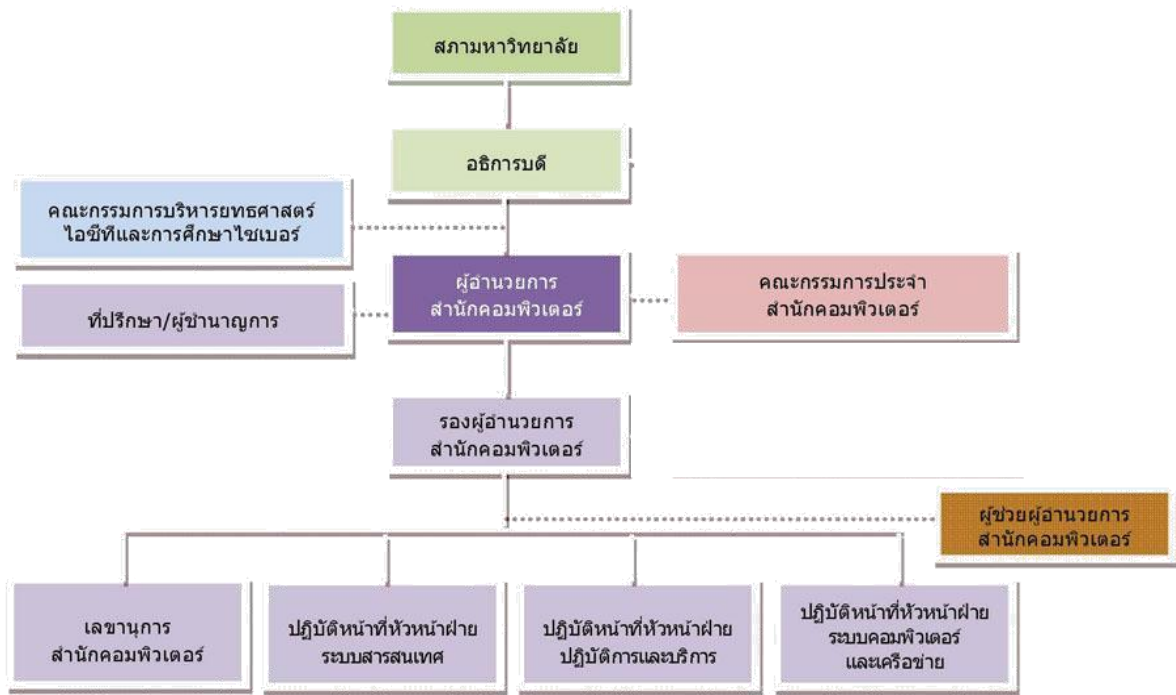 สภามหาวิทยาลัย
อธิการบดี
คณะกรรมการบริหารยทธศาสตร์
ไอซีทีและการศึกษาไซเบอร์
ผู้อำนวยการ
สำนักคอมพิวเตอร์
คณะกรรมการประจำ
สำนักคอมพิวเตอร์
ที่ปรึกษา/ผู้ชำนาญการ
รองผู้อำนวยการ
สำนักคอมพิวเตอร์
ผู้ช่วยผู้อำนวยการ
สำนักคอมพิวเตอร์
เลขานุการ
สำนักคอมพิวเตอร์
ปฏิบัติหน้าที่หัวหน้าฝ่าย
ระบบสารสนเทศ
ปฏิบัติหน้าที่หัวหน้าฝ่าย
ปฏิบัติการและบริการ
ปฏิบัติหน้าที่หัวหน้าฝ่าย
ระบบคอมพิวเตอร์
และเครือข่าย